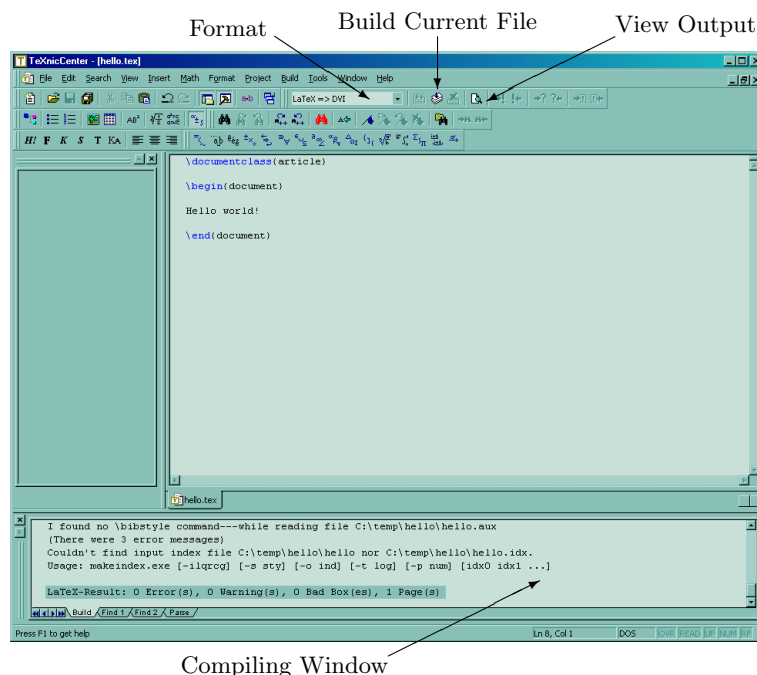 Format
Build Current File
View Output
TeXnicCenter - [hello.tex]
File Edit Search View Insert Math Format Project Build Tools Window Help
LaTeX => DVI
H! F K S T KA
\documentclass{article}
\begin{document}
Hello world!
\end{document}
hello.tex
I found no \bibstyle command---while reading file C:\temp\hello\hello.aux
(There were 3 error messages)
Couldn't find input index file C:\temp\hello\hello nor C:\temp\hello\hello.idx.
Usage: makeindex.exe [-ilqrcg] [-s sty] [-o ind] [-t log] [-p num] [idx0 idx1 ...]
LaTeX-Result: 0 Error(s), 0 Warning(s), 0 Bad Box(es), 1 Page(s)
Build Find 1 Find 2 Parse
Press F1 to get help Ln 8, Col 1 DOS OVR READ UF NUM RF
Compiling Window